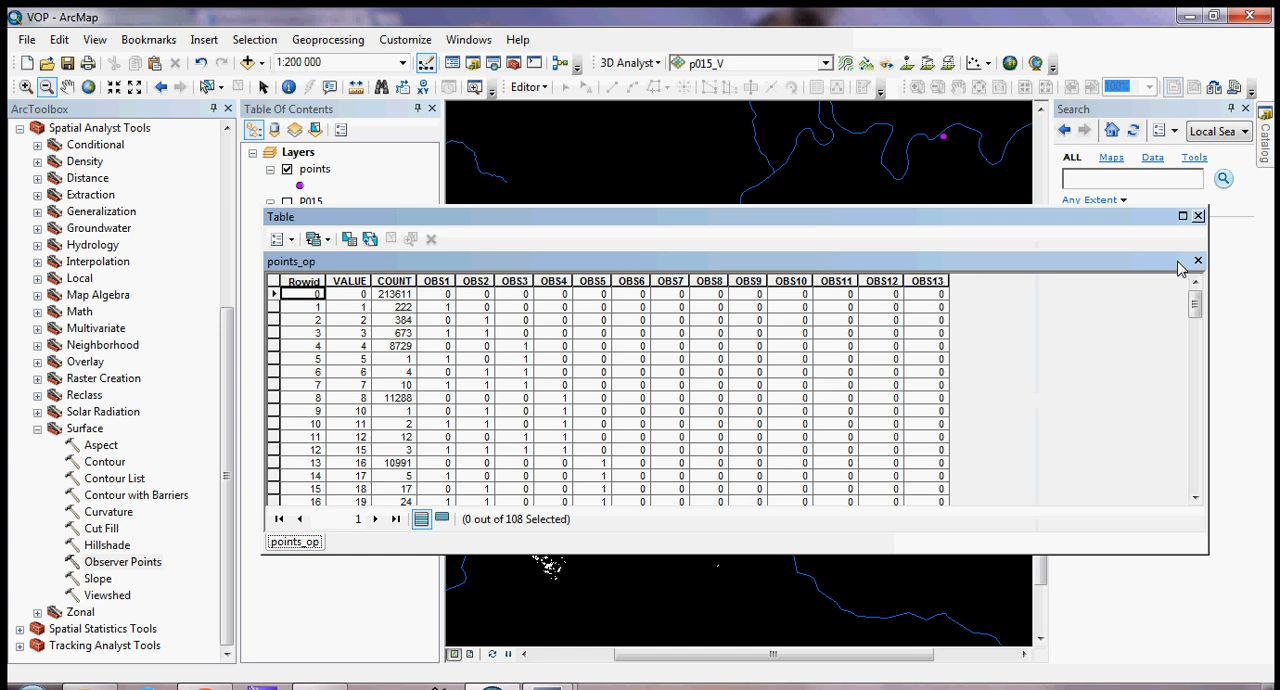 VOP - ArcMap
File Edit View Bookmarks Insert Selection Geoprocessing Customize Windows Help
1:200 000 3D Analyst p015_V
Editor 100%
ArcToolbox
Spatial Analyst Tools
Conditional
Density
Distance
Extraction
Generalization
Groundwater
Hydrology
Interpolation
Local
Map Algebra
Math
Multivariate
Neighborhood
Overlay
Raster Creation
Reclass
Solar Radiation
Surface
Aspect
Contour
Contour List
Contour with Barriers
Curvature
Cut Fill
Hillshade
Observer Points
Slope
Viewshed
Zonal
Spatial Statistics Tools
Tracking Analyst Tools
Table Of Contents
Layers
points
P015
Search
Local Sea
ALL Maps Data Tools
Any Extent
Catalog
Table
points_op
Rowid VALUE COUNT OBS1 OBS2 OBS3 OBS4 OBS5 OBS6 OBS7 OBS8 OBS9 OBS10 OBS11 OBS12 OBS13
0 0 213611 0 0 0 0 0 0 0 0 0 0 0 0 0
1 1 222 1 0 0 0 0 0 0 0 0 0 0 0 0
2 2 384 0 1 0 0 0 0 0 0 0 0 0 0 0
3 3 673 1 1 0 0 0 0 0 0 0 0 0 0 0
4 4 8729 0 0 1 0 0 0 0 0 0 0 0 0 0
5 5 1 1 0 1 0 0 0 0 0 0 0 0 0 0
6 6 4 0 1 1 0 0 0 0 0 0 0 0 0 0
7 7 10 1 1 1 0 0 0 0 0 0 0 0 0 0
8 8 11288 0 0 0 1 0 0 0 0 0 0 0 0 0
9 10 1 0 1 0 1 0 0 0 0 0 0 0 0 0
10 11 2 1 1 0 1 0 0 0 0 0 0 0 0 0
11 12 12 0 0 1 1 0 0 0 0 0 0 0 0 0
12 15 3 1 1 1 1 0 0 0 0 0 0 0 0 0
13 16 10991 0 0 0 0 1 0 0 0 0 0 0 0 0
14 17 5 1 0 0 0 1 0 0 0 0 0 0 0 0
15 18 17 0 1 0 0 1 0 0 0 0 0 0 0 0
16 19 24 1 1 0 0 1 0 0 0 0 0 0 0 0
1 (0 out of 108 Selected)
points_op